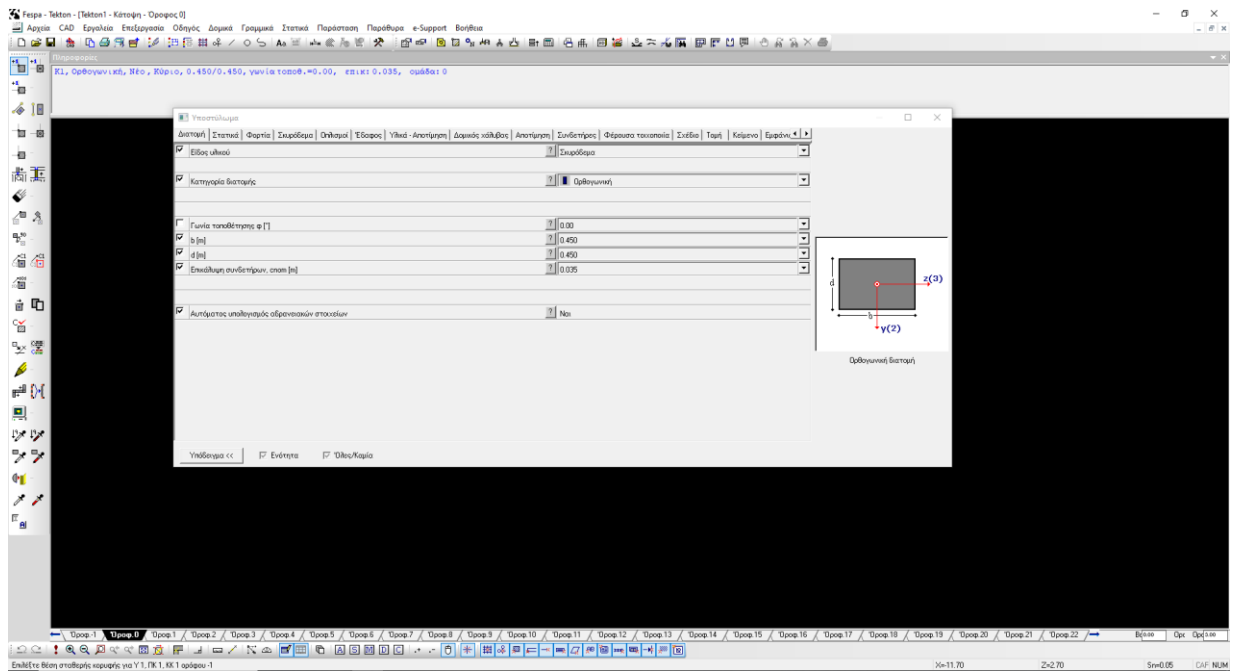 Fespa - Tekton - [Tekton1 - Κάτοψη - Όροφος 0]
Αρχεία CAD Εργαλεία Επεξεργασία Οδηγός Δομικά Γραμμικά Στατικά Παράσταση Παράθυρα e-Support Βοήθεια
Πληροφορίες
Κ1, Ορθογωνική, Νέο, Κύριο, 0.450/0.450, γωνία τοποθ.=0.00, επικ: 0.035, ομάδα: 0
Υποστύλωμα
Διατομή Στατικά Φορτία Σκυρόδεμα Οπλισμοί Έδαφος Υλικά - Αποτίμηση Δομικός χάλυβας Αποτίμηση Συνδετήρες Φέρουσα τοιχοποιία Σχέδιο Τομή Κείμενο Εμφάνι
Είδος υλικού ? Σκυρόδεμα
Κατηγορία διατομής ? Ορθογωνική
Γωνία τοποθέτησης φ [°] ? 0.00
b [m] ? 0.450
d [m] ? 0.450
Επικάλυψη συνδετήρων, cnom [m] ? 0.035
Αυτόματος υπολογισμός αδρανειακών στοιχείων ? Ναι
d
z(3)
b
y(2)
Ορθογωνική διατομή
Υπόδειγμα << Ενότητα Όλες/Καμία
Όροφ.-1 Όροφ.0 Όροφ.1 Όροφ.2 Όροφ.3 Όροφ.4 Όροφ.5 Όροφ.6 Όροφ.7 Όροφ.8 Όροφ.9 Όροφ.10 Όροφ.11 Όροφ.12 Όροφ.13 Όροφ.14 Όροφ.15 Όροφ.16 Όροφ.17 Όροφ.18 Όροφ.19 Όροφ.20 Όροφ.21 Όροφ.22
Επιλέξτε θέση σταθερής κορυφής για Υ 1, ΠΚ 1, ΚΚ 1 ορόφου -1 X=-11.70 Z=2.70 Sn=0.05 CAP NUM